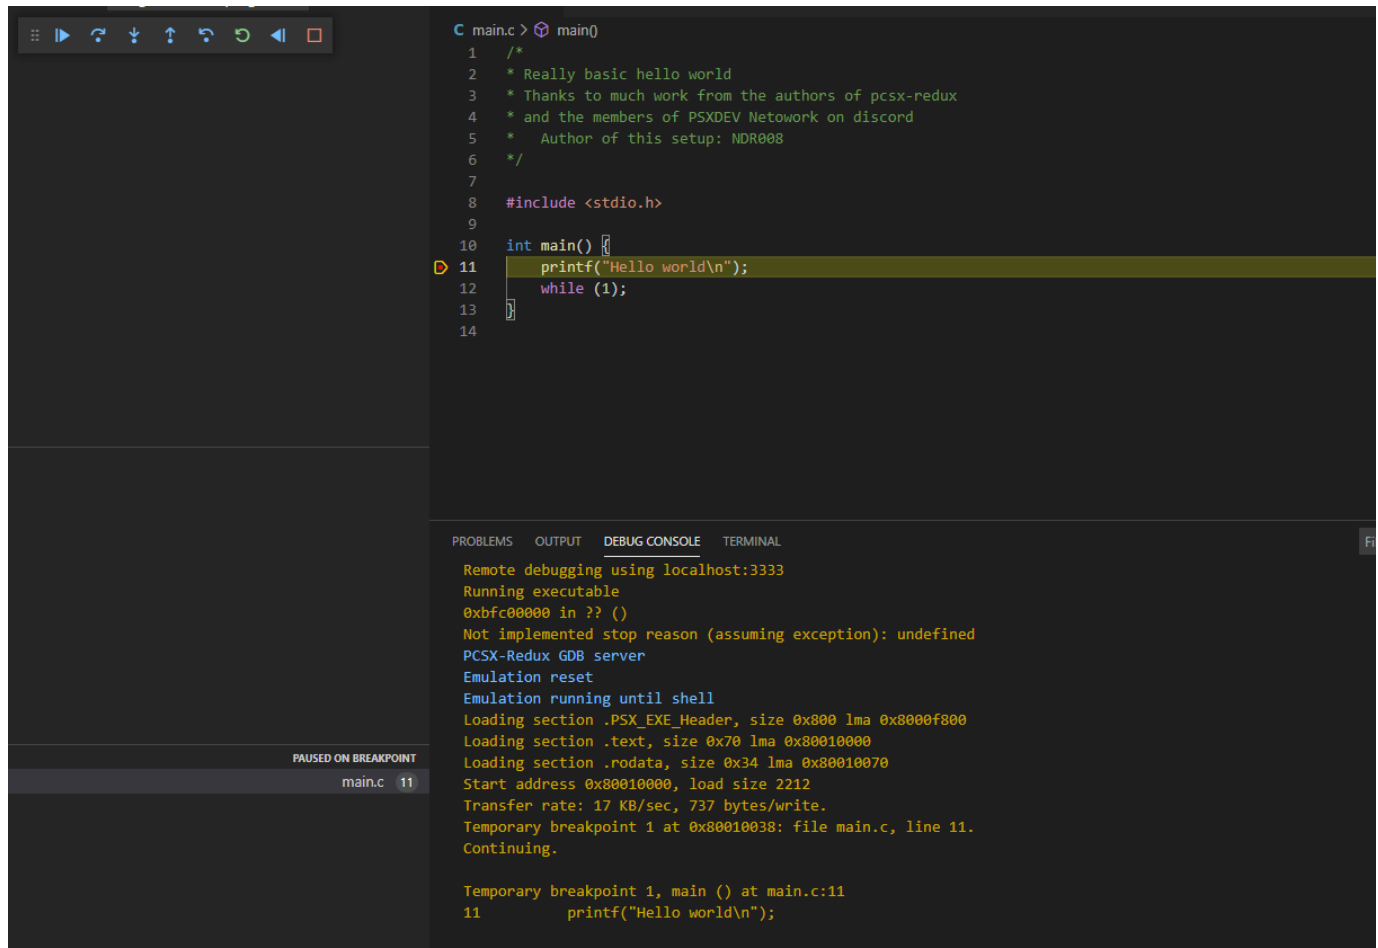 main.c > main()
1 /*
2 * Really basic hello world
3 * Thanks to much work from the authors of pcsx-redux
4 * and the members of PSXDEV Netowork on discord
5 *   Author of this setup: NDR008
6 */
7
8 #include <stdio.h>
9
10 int main() {
11     printf("Hello world\n");
12     while (1);
13 }
14
PROBLEMS OUTPUT DEBUG CONSOLE TERMINAL
Remote debugging using localhost:3333
Running executable
0xbfc00000 in ?? ()
Not implemented stop reason (assuming exception): undefined
PCSX-Redux GDB server
Emulation reset
Emulation running until shell
Loading section .PSX_EXE_Header, size 0x800 lma 0x8000f800
Loading section .text, size 0x70 lma 0x80010000
Loading section .rodata, size 0x34 lma 0x80010070
Start address 0x80010000, load size 2212
Transfer rate: 17 KB/sec, 737 bytes/write.
Temporary breakpoint 1 at 0x80010038: file main.c, line 11.
Continuing.
Temporary breakpoint 1, main () at main.c:11
11          printf("Hello world\n");
PAUSED ON BREAKPOINT
main.c 11